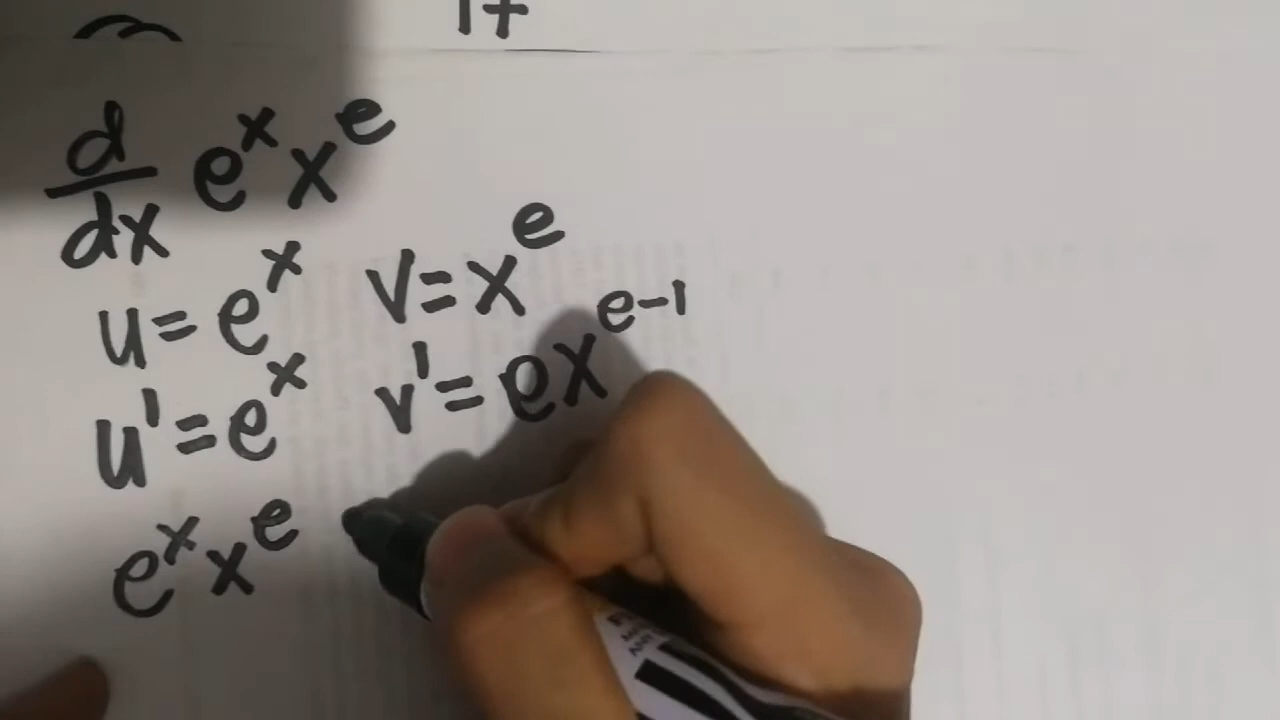 d/dx e^x x^e
u = e^x v = x^e
u' = e^x v' = ex^(e-1)
e^x x^e